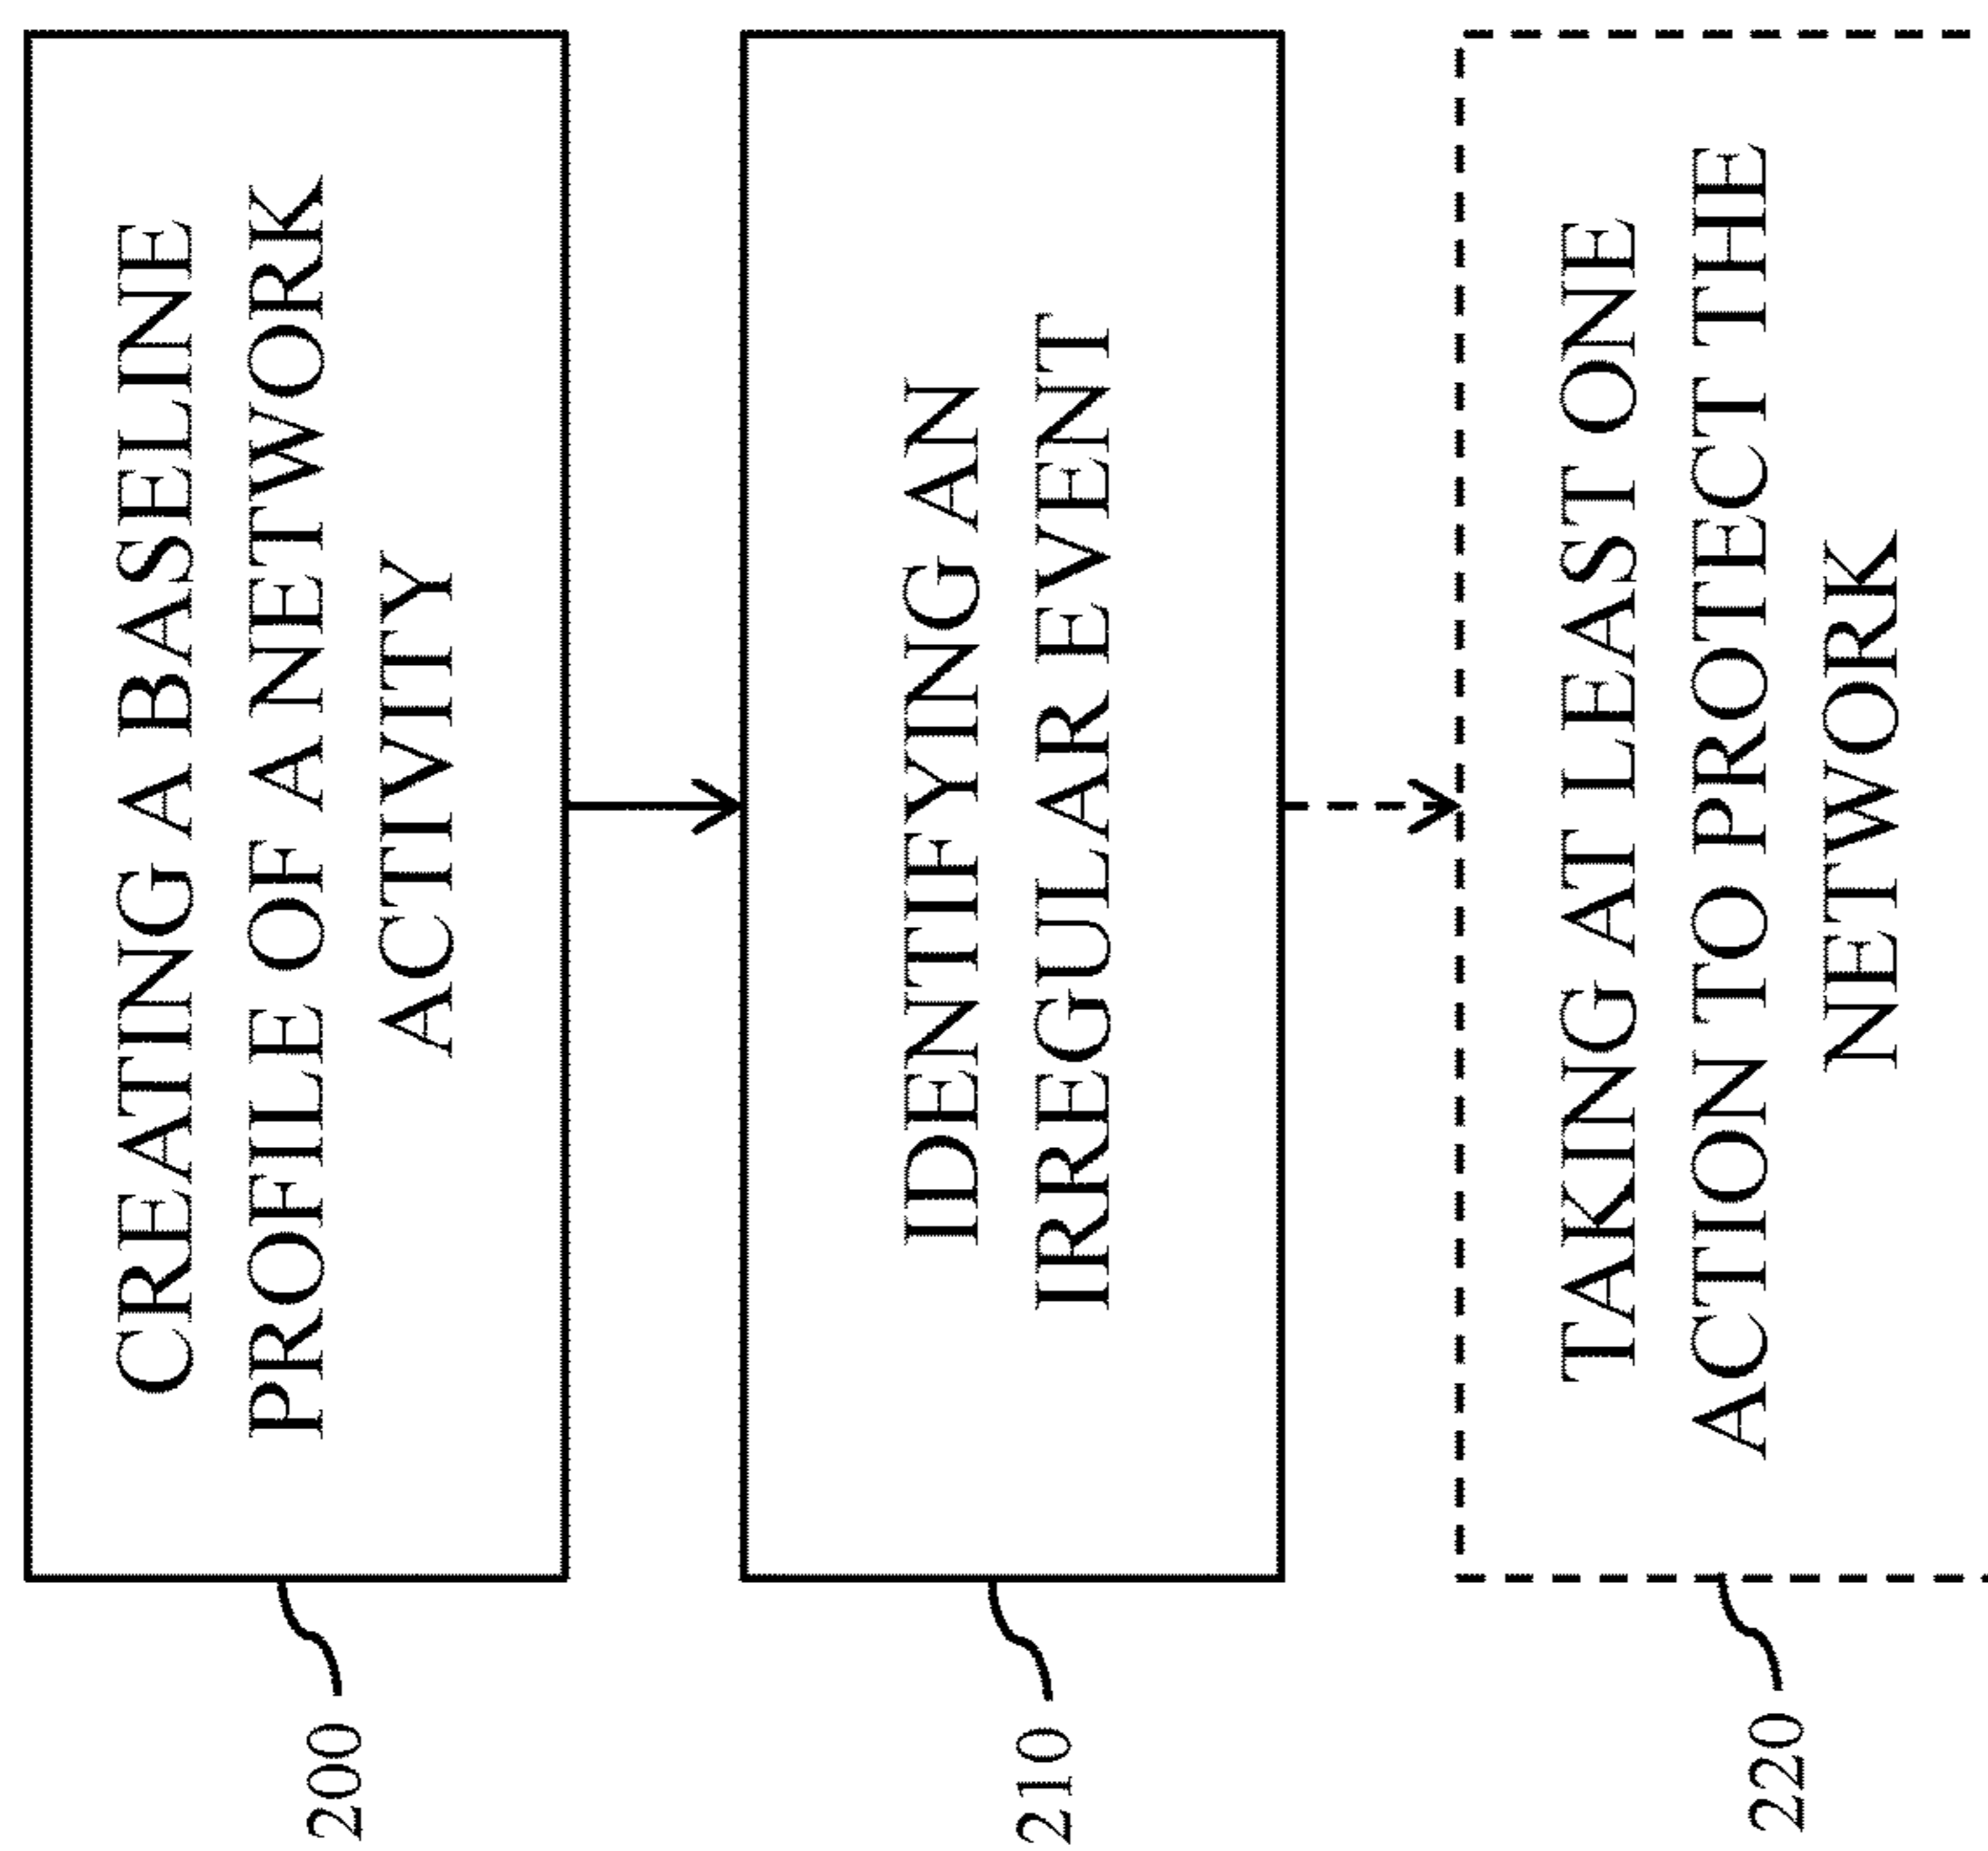 200
CREATING A BASELINE
PROFILE OF A NETWORK
ACTIVITY
210
IDENTIFYING AN
IRREGULAR EVENT
220
TAKING AT LEAST ONE
ACTION TO PROTECT THE
NETWORK